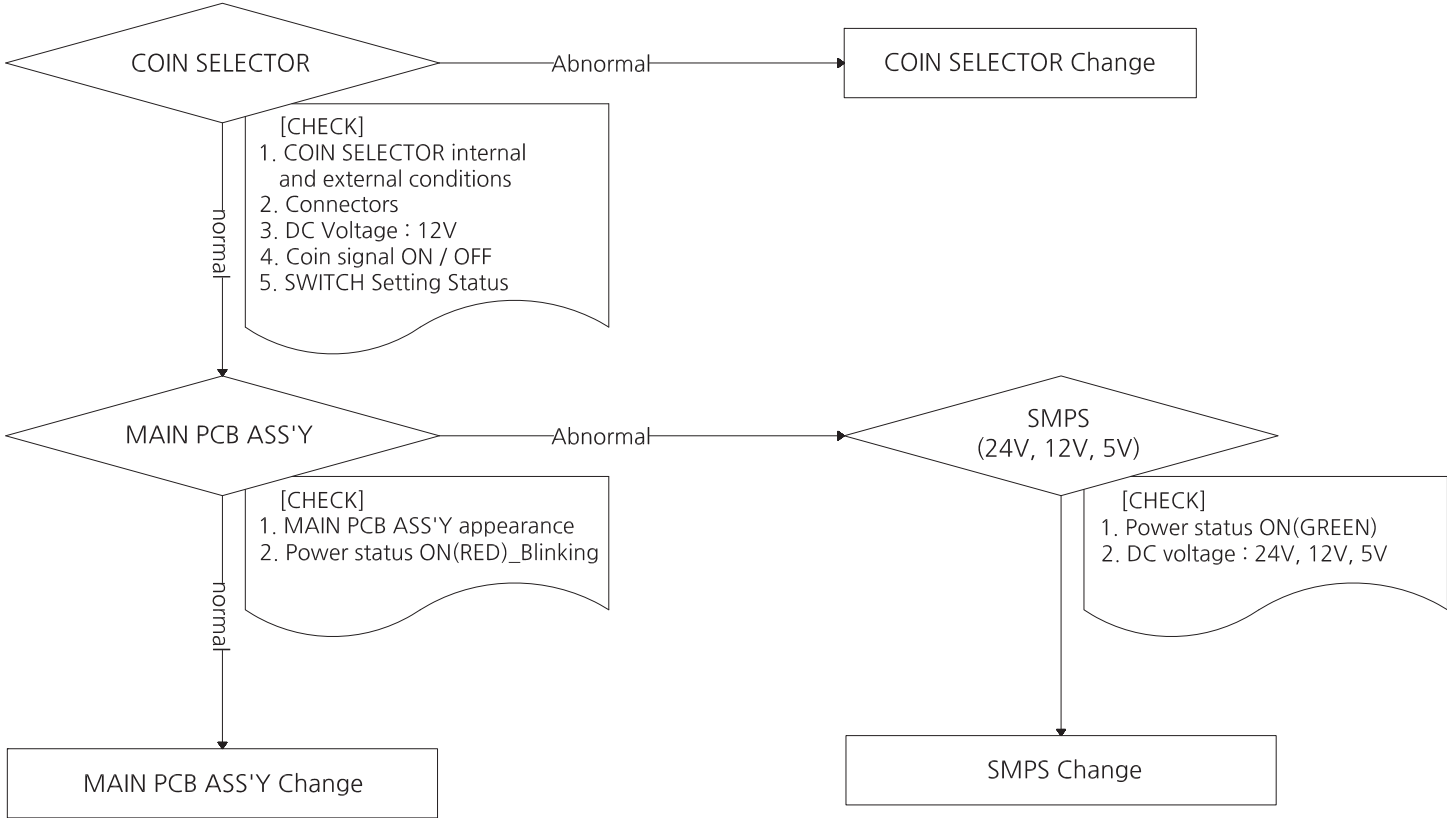 COIN SELECTOR
Abnormal
COIN SELECTOR Change
[CHECK]
1. COIN SELECTOR internal
and external conditions
2. Connectors
3. DC Voltage : 12V
4. Coin signal ON / OFF
5. SWITCH Setting Status
normal
MAIN PCB ASS'Y
Abnormal
SMPS
(24V, 12V, 5V)
[CHECK]
1. MAIN PCB ASS'Y appearance
2. Power status ON(RED)_Blinking
[CHECK]
1. Power status ON(GREEN)
2. DC voltage : 24V, 12V, 5V
normal
MAIN PCB ASS'Y Change
SMPS Change